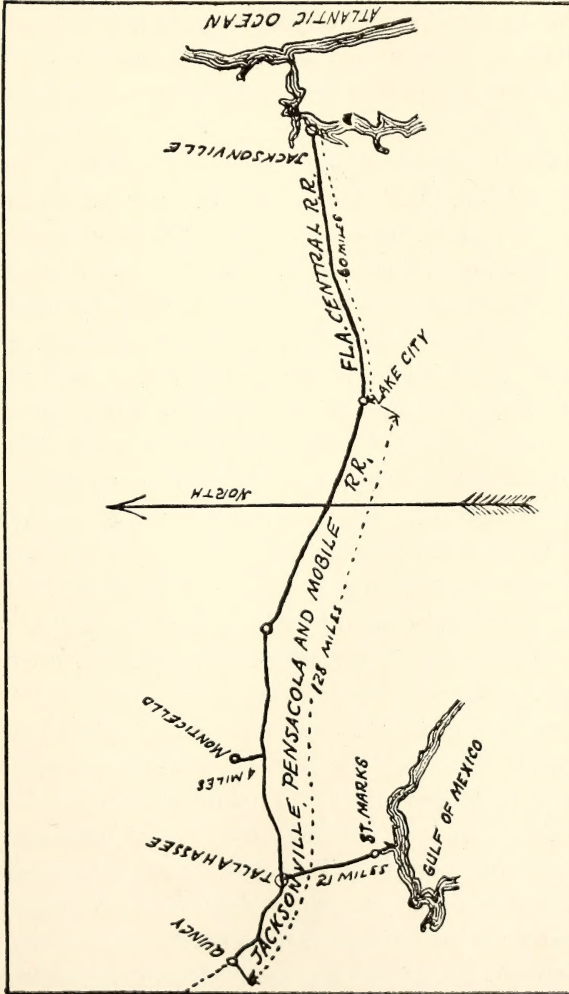 ATLANTIC OCEAN
JACKSONVILLE
FLA. CENTRAL R.R.
60 MILES
LAKE CITY
NORTH
JACKSONVILLE, PENSACOLA AND MOBILE R.R.
128 MILES
MONTICELLO
4 MILES
TALLAHASSEE
ST. MARKS
21 MILES
GULF OF MEXICO
QUINCY